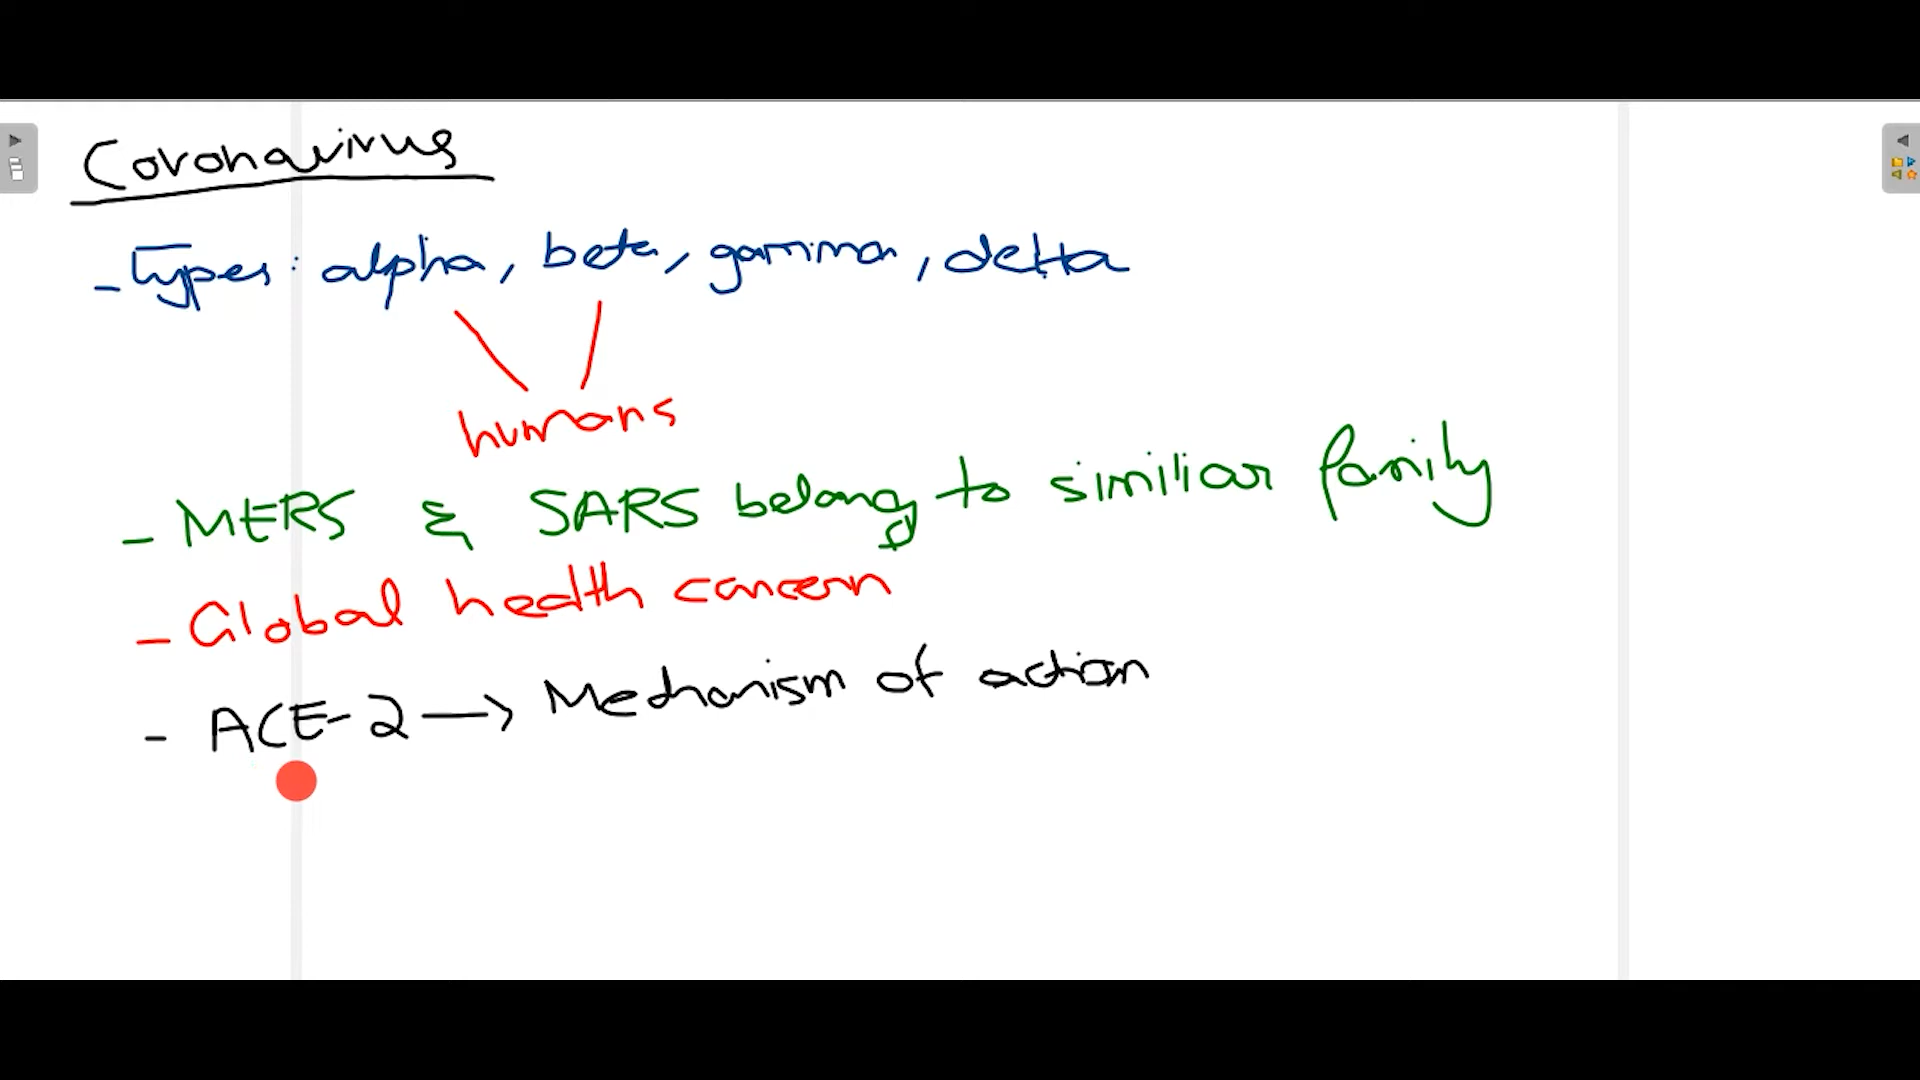 Coronavirus
- Types: alpha, beta, gamma, delta
humans
- MERS & SARS belong to similiar family
- Global health concern
- ACE-2 → Mechanism of action